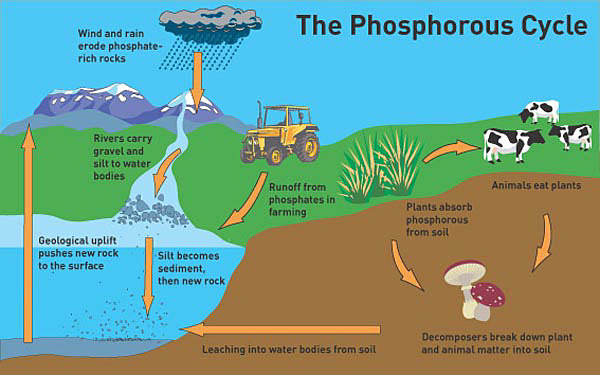 The Phosphorous Cycle
Wind and rain
erode phosphate-
rich rocks
Rivers carry
gravel and
silt to water
bodies
Runoff from
phosphates in
farming
Plants absorb
phosphorous
from soil
Animals eat plants
Geological uplift
pushes new rock
to the surface
Silt becomes
sediment,
then new rock
Leaching into water bodies from soil
Decomposers break down plant
and animal matter into soil